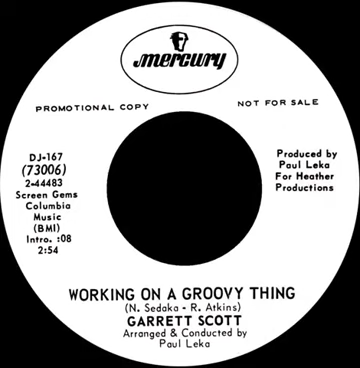 mercury
PROMOTIONAL COPY
NOT FOR SALE
DJ-167
(73006)
2-44483
Screen Gems
Columbia
Music
(BMI)
Intro. :08
2:54
Produced by
Paul Leka
For Heather
Productions
WORKING ON A GROOVY THING
(N. Sedaka - R. Atkins)
GARRETT SCOTT
Arranged & Conducted by
Paul Leka